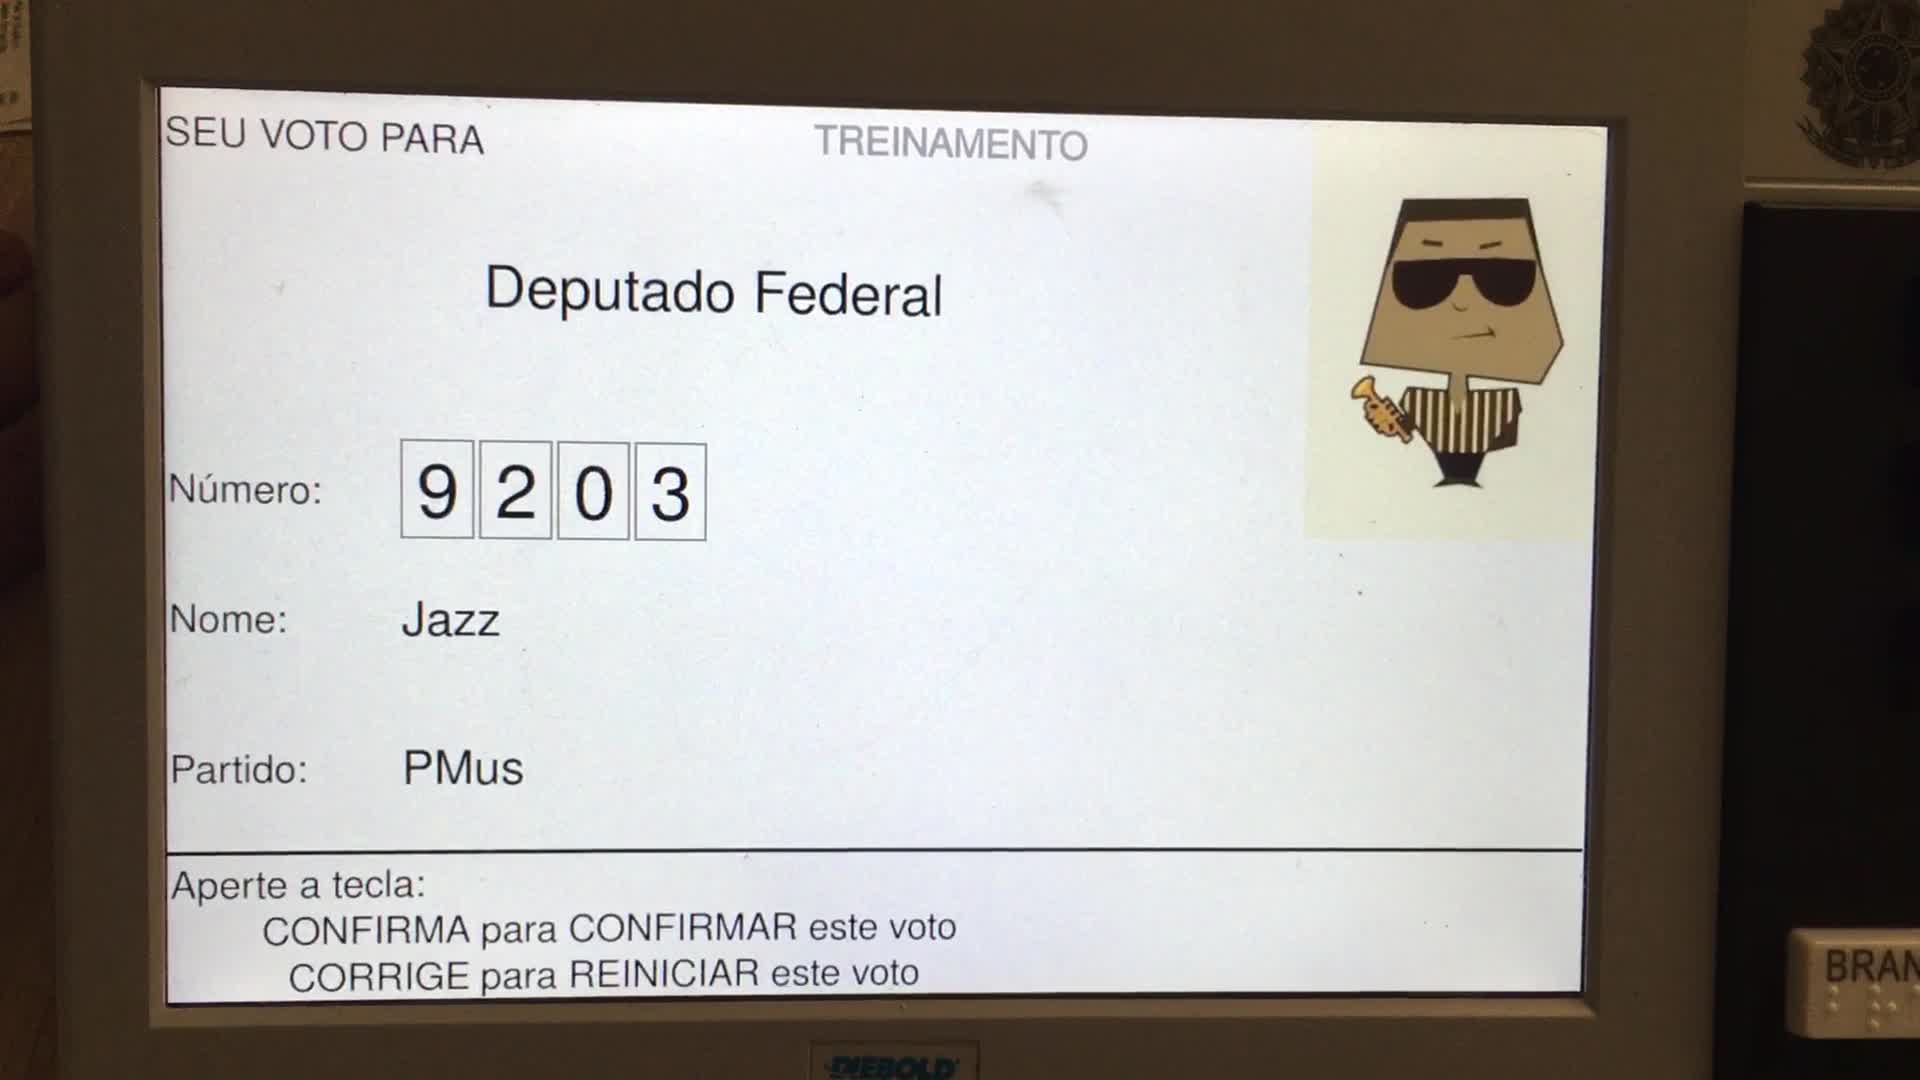 SEU VOTO PARA
TREINAMENTO
Deputado Federal
Número: 9 2 0 3
Nome: Jazz
Partido: PMus
Aperte a tecla:
CONFIRMA para CONFIRMAR este voto
CORRIGE para REINICIAR este voto
DIEBOLD